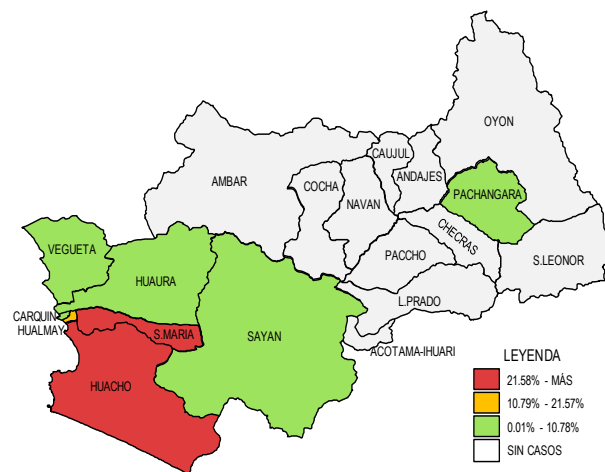 OYON
CAUJUL
ANDAJES
AMBAR
COCHA
NAVAN
PACHANGARA
CHECRAS
VEGUETA
PACCHO
S.LEONOR
HUAURA
L.PRADO
CARQUIN
HUALMAY
S.MARIA
SAYAN
ACOTAMA-IHUARI
HUACHO
LEYENDA
21.58% - MÁS
10.79% - 21.57%
0.01% - 10.78%
SIN CASOS